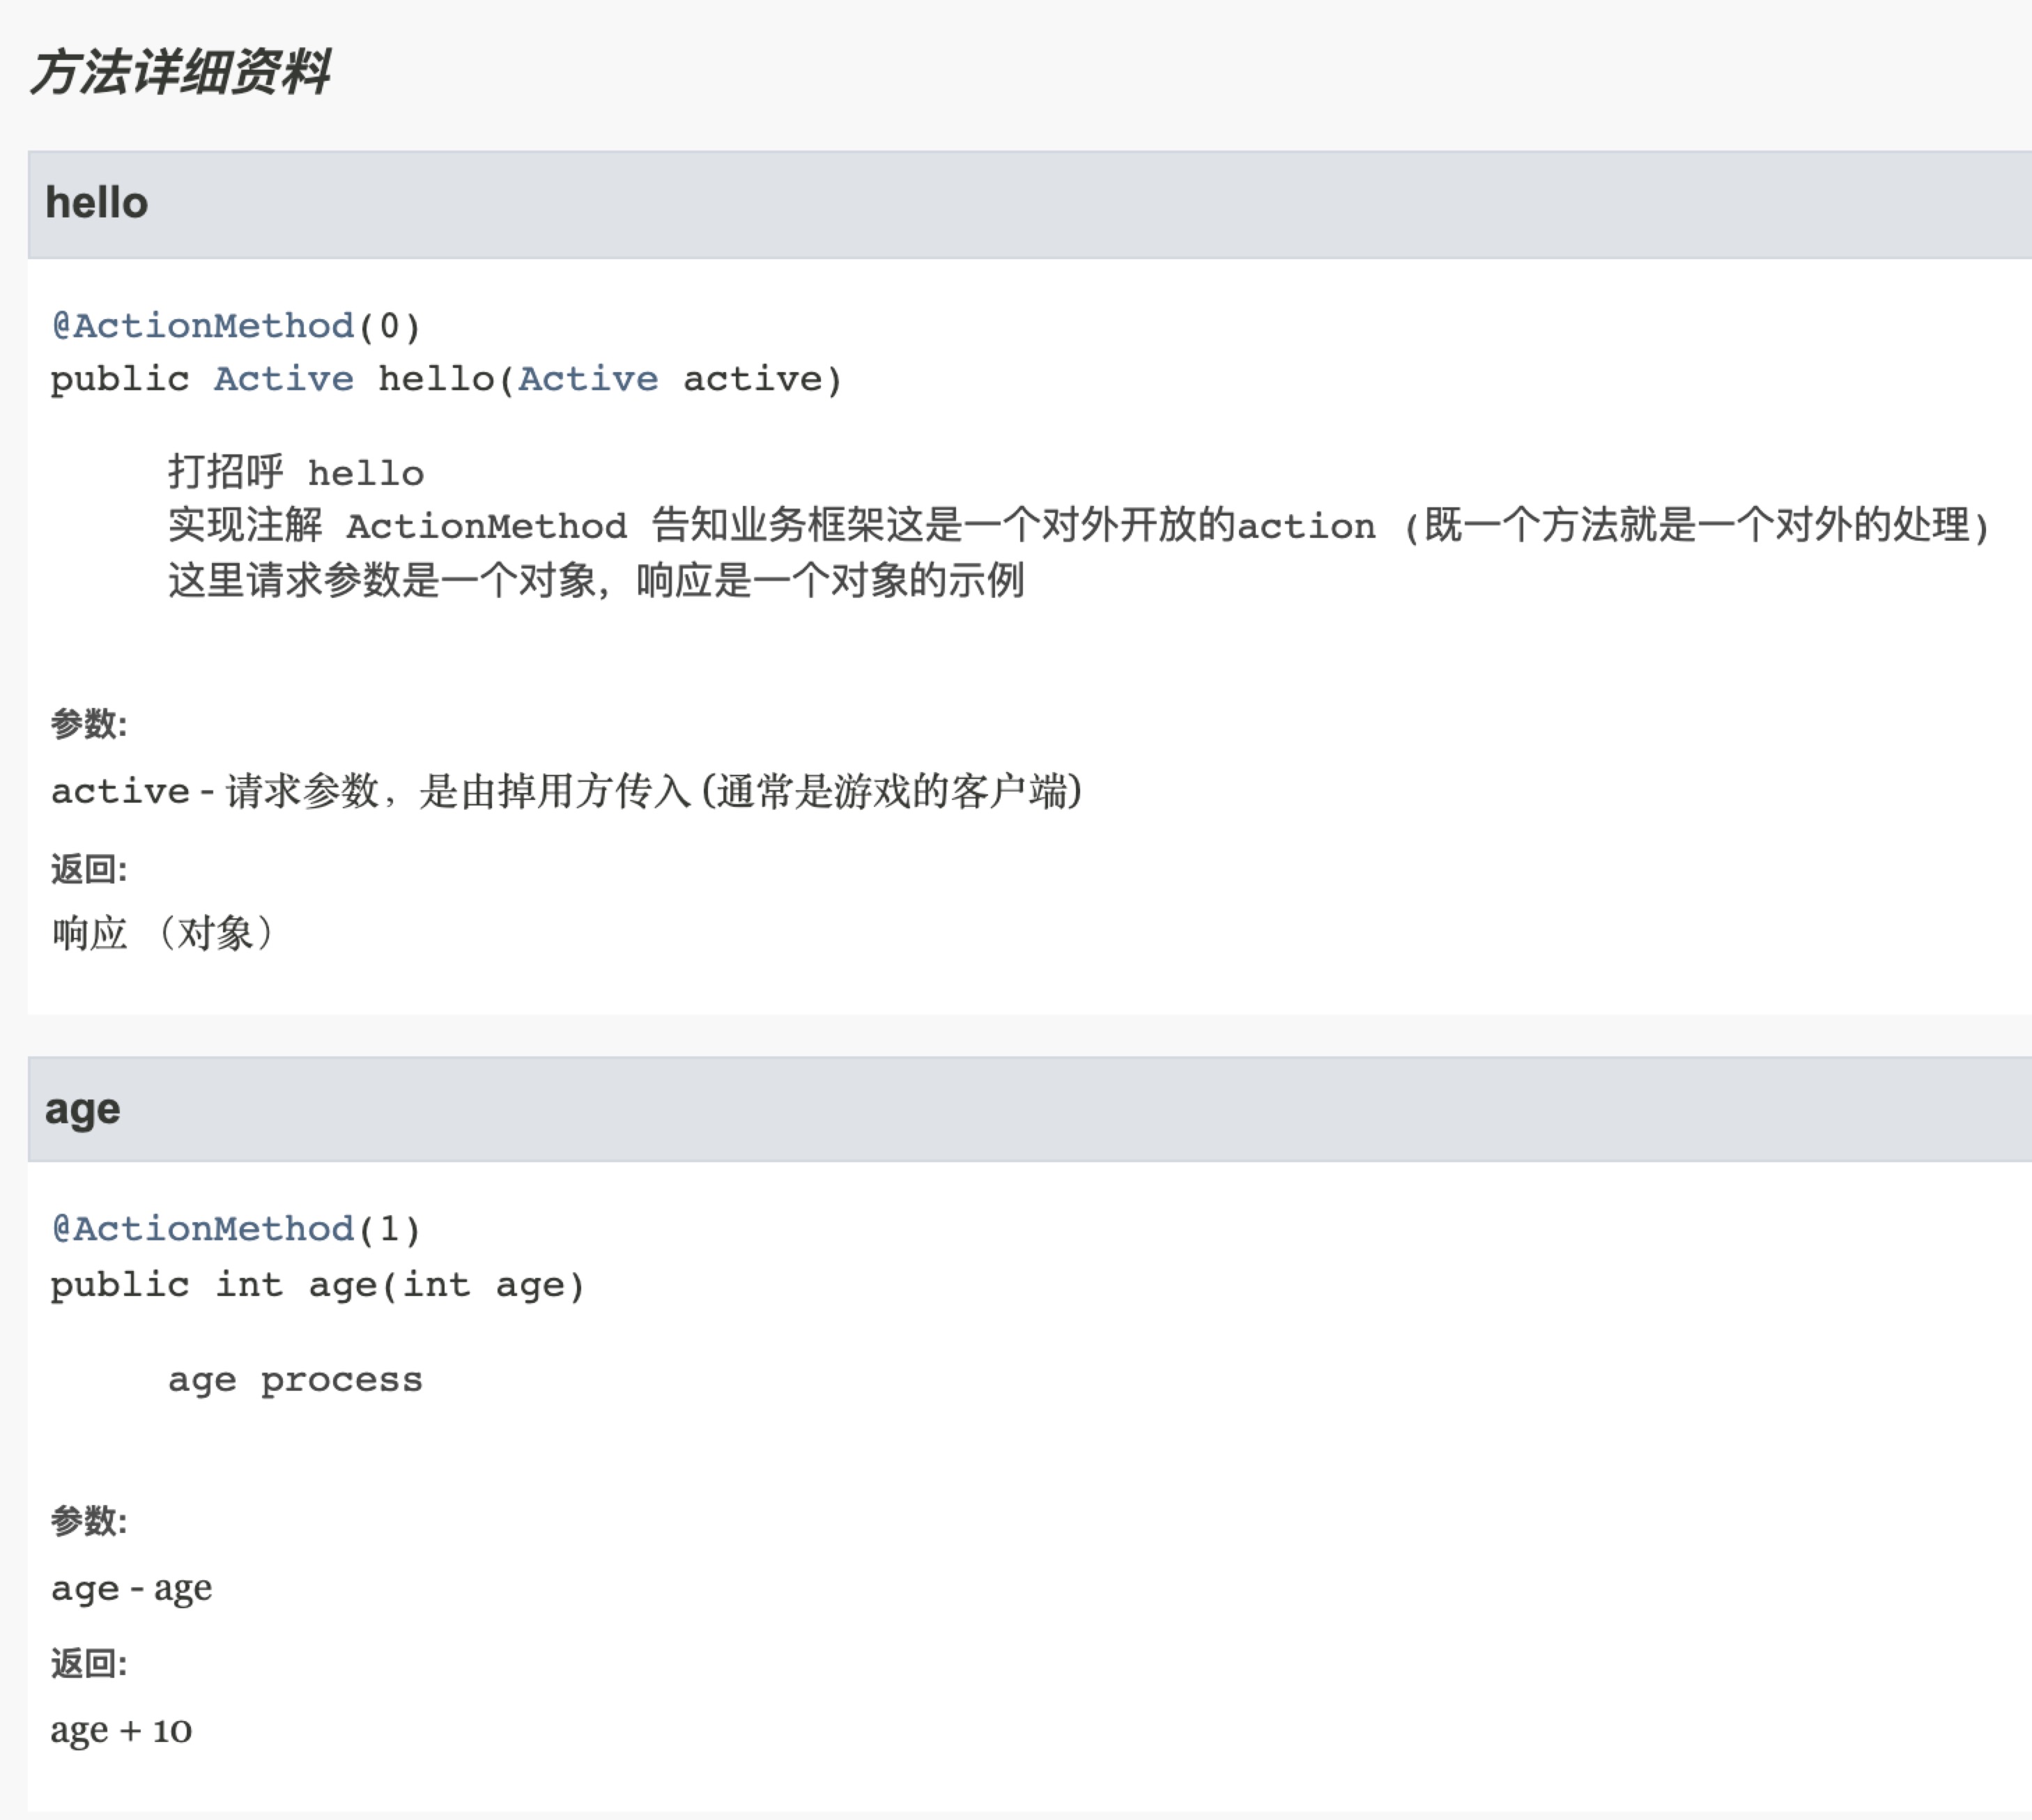 方法详细资料
hello
@ActionMethod(0)
public Active hello(Active active)
打招呼 hello
实现注解 ActionMethod 告知业务框架这是一个对外开放的action (既一个方法就是一个对外的处理)
这里请求参数是一个对象，响应是一个对象的示例
参数:
active - 请求参数，是由掉用方传入 (通常是游戏的客户端)
返回:
响应 （对象）
age
@ActionMethod(1)
public int age(int age)
age process
参数:
age - age
返回:
age + 10